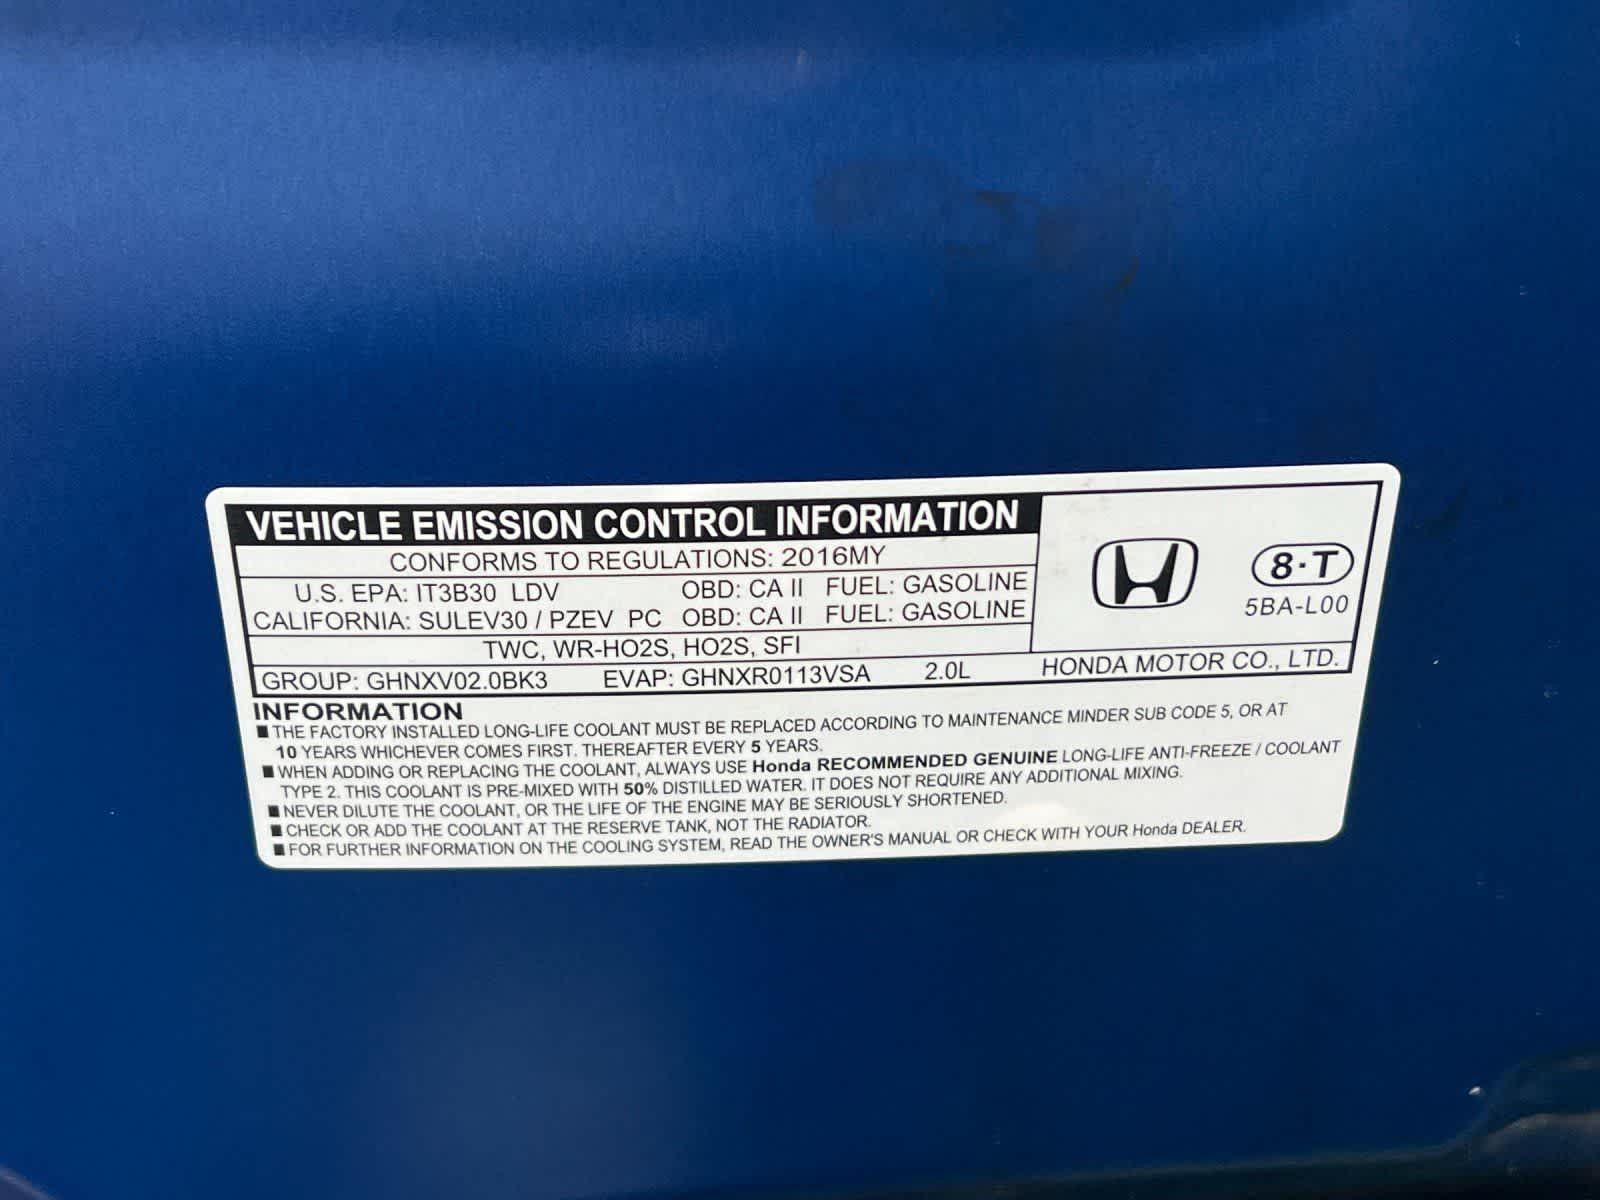 VEHICLE EMISSION CONTROL INFORMATION
CONFORMS TO REGULATIONS: 2016MY
U.S. EPA: IT3B30 LDV OBD: CA II FUEL: GASOLINE
CALIFORNIA: SULEV30 / PZEV PC OBD: CA II FUEL: GASOLINE
TWC, WR-HO2S, HO2S, SFI
GROUP: GHNXV02.0BK3 EVAP: GHNXR0113VSA 2.0L
8·T
5BA-L00
HONDA MOTOR CO., LTD.
INFORMATION
■ THE FACTORY INSTALLED LONG-LIFE COOLANT MUST BE REPLACED ACCORDING TO MAINTENANCE MINDER SUB CODE 5, OR AT
10 YEARS WHICHEVER COMES FIRST. THEREAFTER EVERY 5 YEARS.
■ WHEN ADDING OR REPLACING THE COOLANT, ALWAYS USE Honda RECOMMENDED GENUINE LONG-LIFE ANTI-FREEZE / COOLANT
TYPE 2. THIS COOLANT IS PRE-MIXED WITH 50% DISTILLED WATER. IT DOES NOT REQUIRE ANY ADDITIONAL MIXING.
■ NEVER DILUTE THE COOLANT, OR THE LIFE OF THE ENGINE MAY BE SERIOUSLY SHORTENED.
■ CHECK OR ADD THE COOLANT AT THE RESERVE TANK, NOT THE RADIATOR.
■ FOR FURTHER INFORMATION ON THE COOLING SYSTEM, READ THE OWNER'S MANUAL OR CHECK WITH YOUR Honda DEALER.